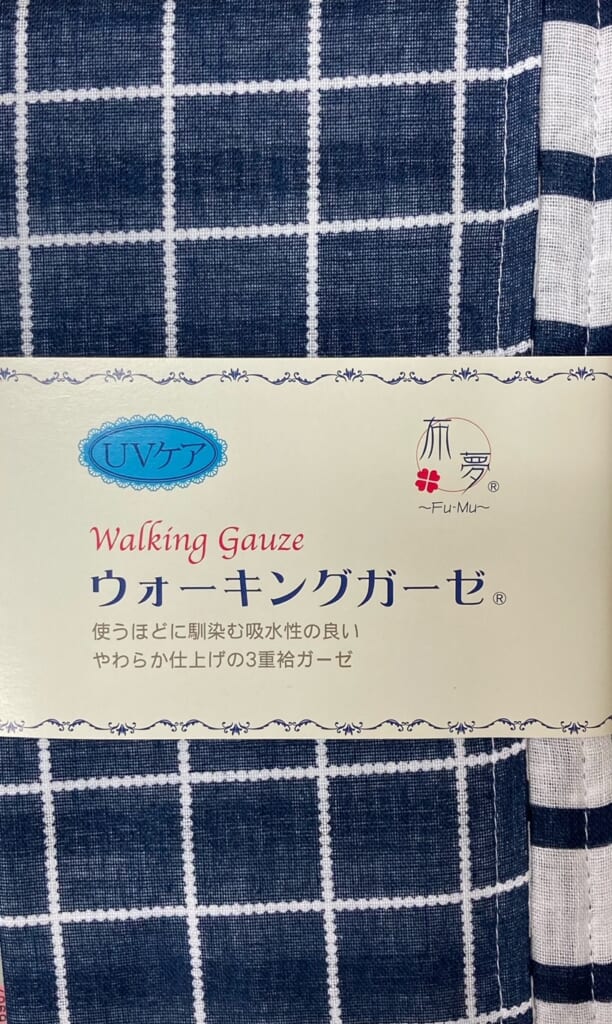 UVケア
布夢®
～Fu-Mu～
Walking Gauze
ウォーキングガーゼ®
使うほどに馴染む吸水性の良い
やわらか仕上げの3重袷ガーゼ